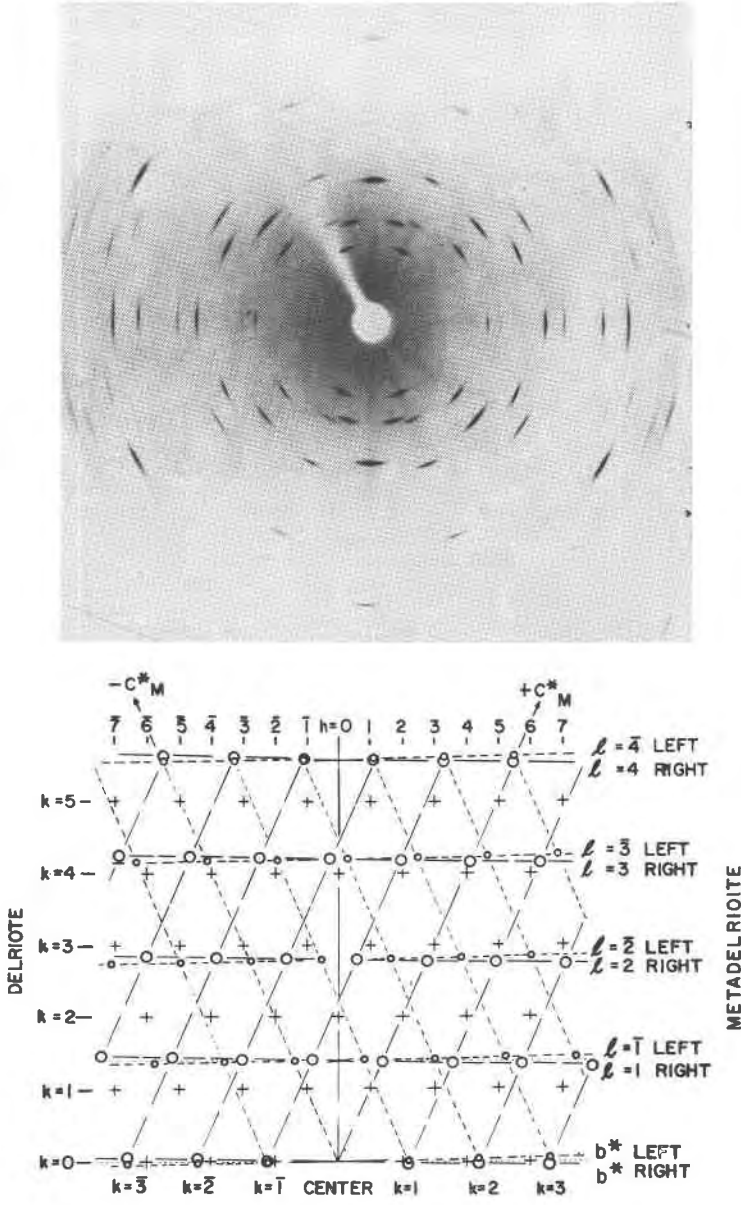 -C*M +C*M
7̄ 6̄ 5̄ 4̄ 3̄ 2̄ 1̄ h=0 1 2 3 4 5 6 7
ℓ = 4̄ LEFT
ℓ = 4 RIGHT
k=5
ℓ = 3̄ LEFT
ℓ = 3 RIGHT
k=4
DELRIOTE
METADELRIOITE
k=3
ℓ = 2̄ LEFT
ℓ = 2 RIGHT
k=2
ℓ = 1̄ LEFT
ℓ = 1 RIGHT
k=1
k=0
b* LEFT
b* RIGHT
k=3̄ k=2̄ k=1̄ CENTER k=1 k=2 k=3